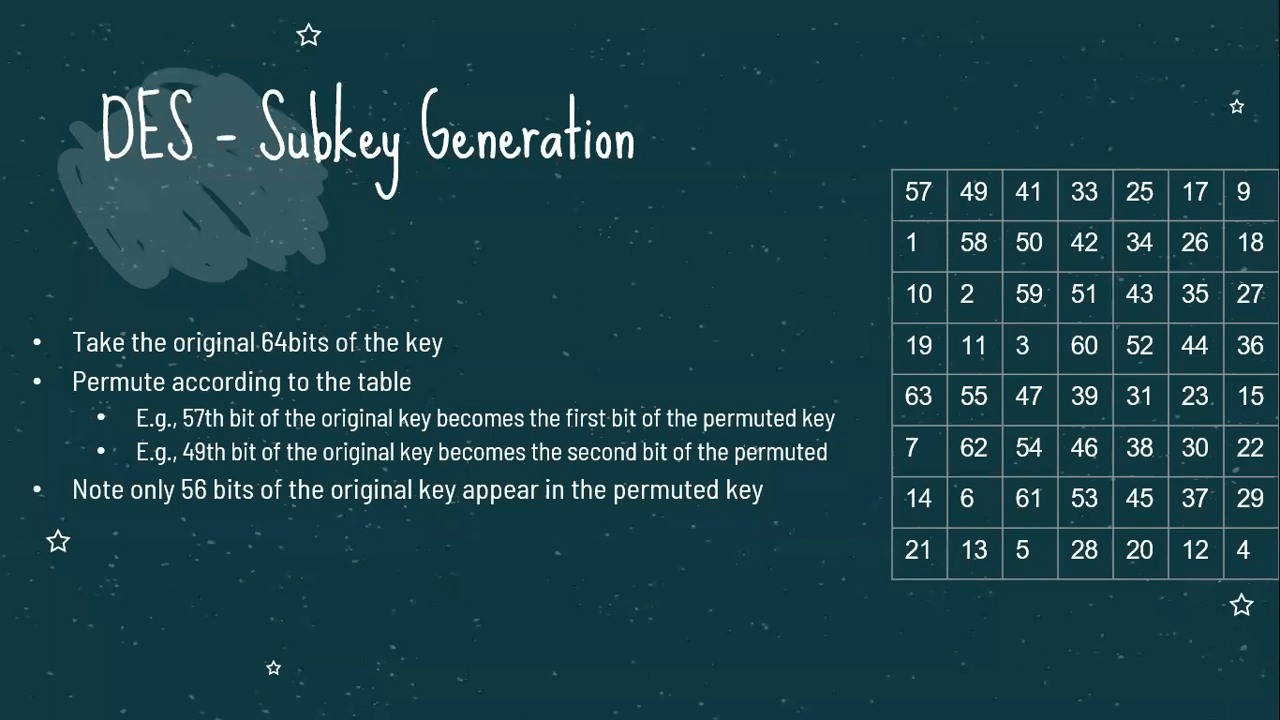 DES - Subkey Generation
• Take the original 64bits of the key
• Permute according to the table
• E.g., 57th bit of the original key becomes the first bit of the permuted key
• E.g., 49th bit of the original key becomes the second bit of the permuted
• Note only 56 bits of the original key appear in the permuted key
57 49 41 33 25 17 9
1 58 50 42 34 26 18
10 2 59 51 43 35 27
19 11 3 60 52 44 36
63 55 47 39 31 23 15
7 62 54 46 38 30 22
14 6 61 53 45 37 29
21 13 5 28 20 12 4